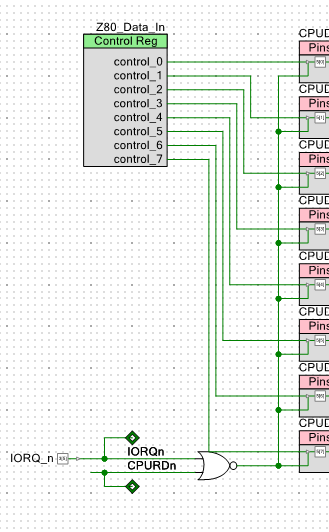 Z80_Data_In
Control Reg
control_0
control_1
control_2
control_3
control_4
control_5
control_6
control_7
CPUD
Pins
CPUD
Pins
CPUD
Pins
CPUD
Pins
CPUD
Pins
CPUD
Pins
CPUD
Pins
CPUD
Pins
IORQn
IORQ_n
CPURDn